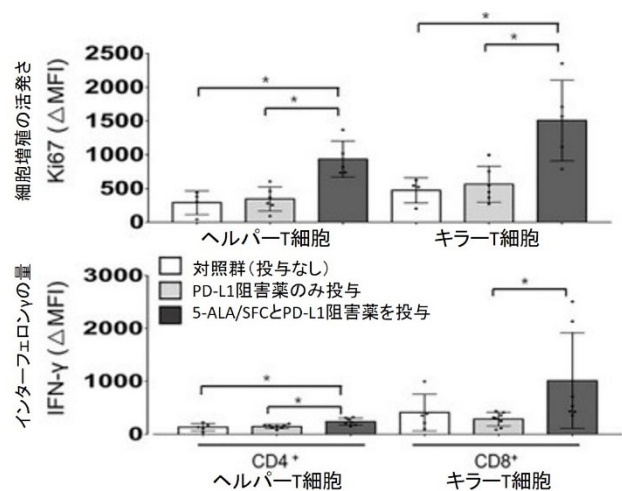 細胞増殖の活発さ
Ki67 (△MFI)
2500
2000
1500
1000
500
0
*
*
*
*
ヘルパーT細胞
キラーT細胞
インターフェロンγの量
IFN-γ (△MFI)
3000
2000
1000
0
対照群(投与なし)
PD-L1阻害薬のみ投与
5-ALA/SFCとPD-L1阻害薬を投与
*
*
*
CD4⁺
CD8⁺
ヘルパーT細胞
キラーT細胞